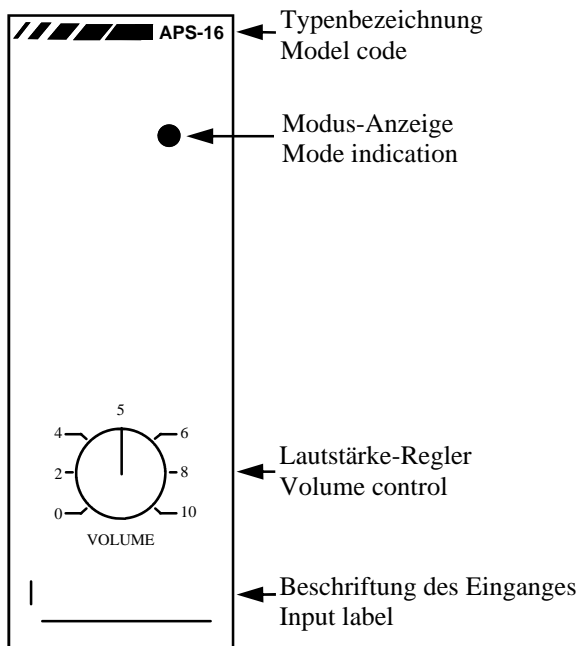 APS-16
Typenbezeichnung
Model code
Modus-Anzeige
Mode indication
5
4 6
2 8
0 10
VOLUME
Lautstärke-Regler
Volume control
Beschriftung des Einganges
Input label